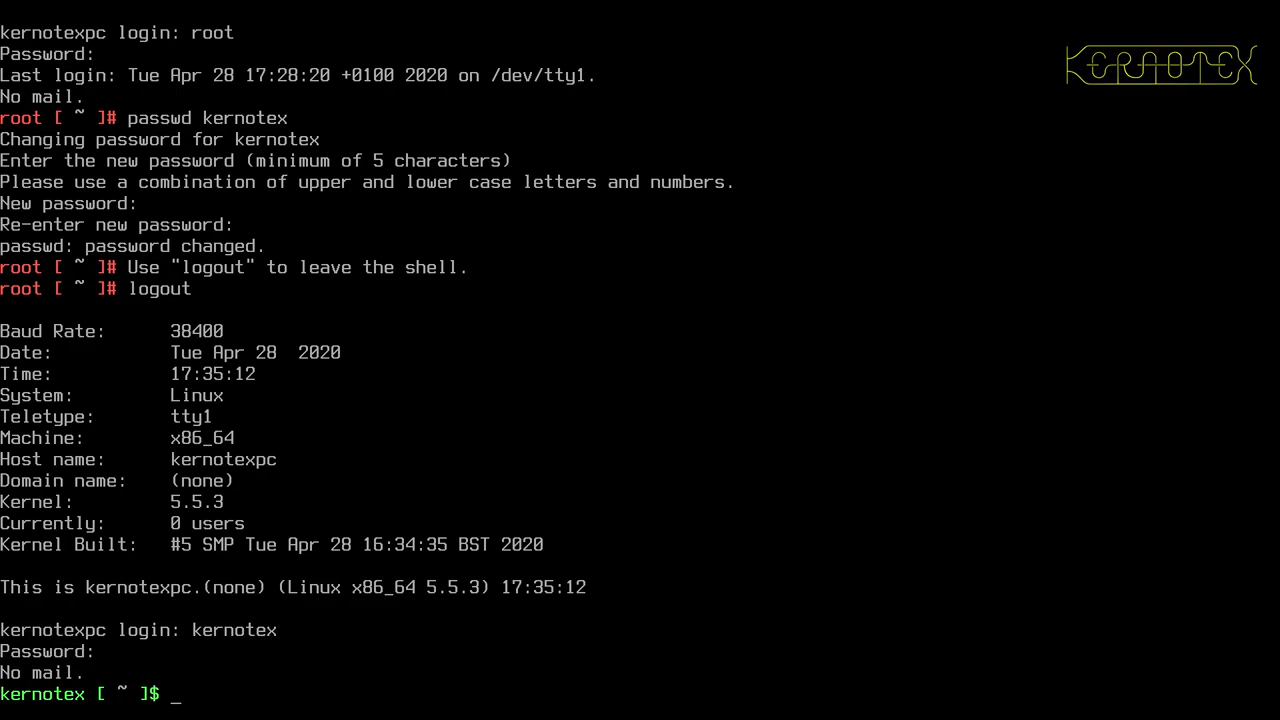 kernotexpc login: root
Password:
Last login: Tue Apr 28 17:28:20 +0100 2020 on /dev/tty1.
No mail.
root [ ~ ]# passwd kernotex
Changing password for kernotex
Enter the new password (minimum of 5 characters)
Please use a combination of upper and lower case letters and numbers.
New password:
Re-enter new password:
passwd: password changed.
root [ ~ ]# Use "logout" to leave the shell.
root [ ~ ]# logout
Baud Rate: 38400
Date: Tue Apr 28  2020
Time: 17:35:12
System: Linux
Teletype: tty1
Machine: x86_64
Host name: kernotexpc
Domain name: (none)
Kernel: 5.5.3
Currently: 0 users
Kernel Built: #5 SMP Tue Apr 28 16:34:35 BST 2020
This is kernotexpc.(none) (Linux x86_64 5.5.3) 17:35:12
kernotexpc login: kernotex
Password:
No mail.
kernotex [ ~ ]$ _
KERNOTEX